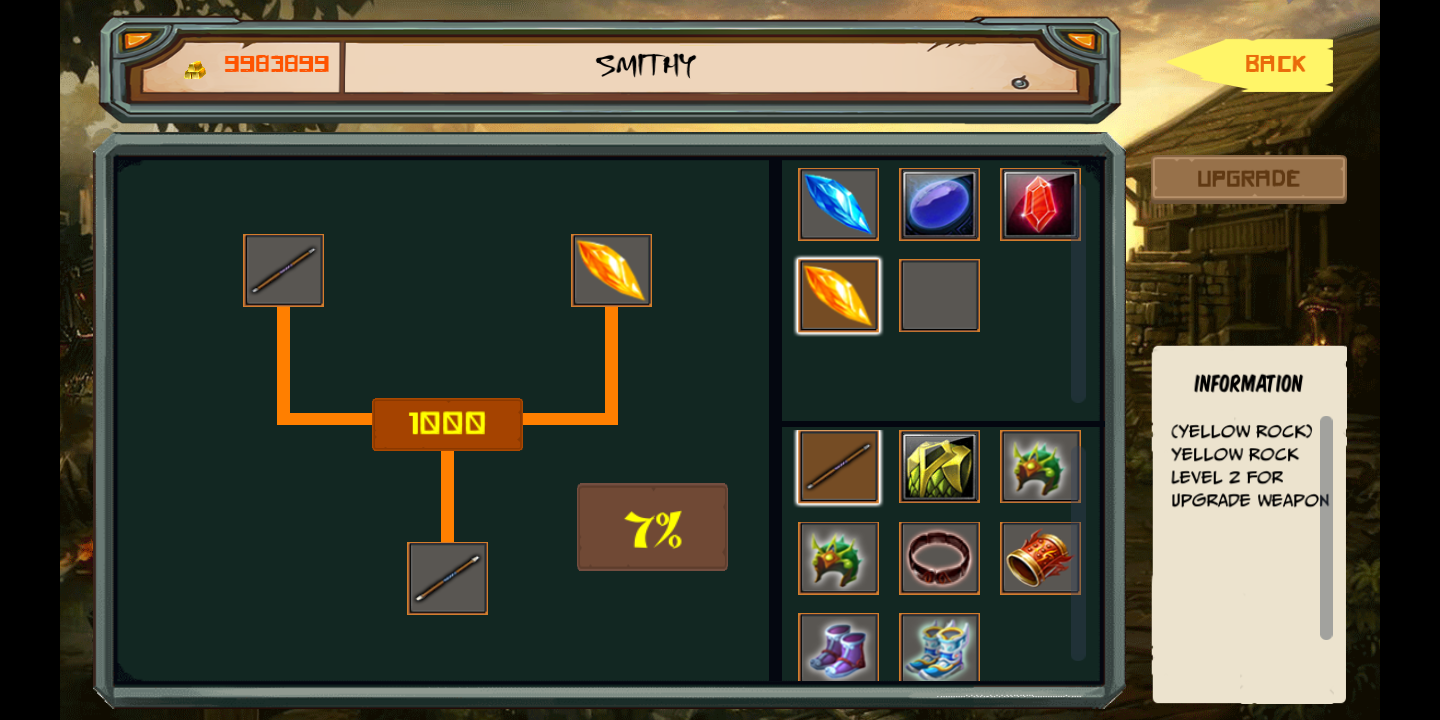 9983899
SMITHY
BACK
UPGRADE
1000
7%
INFORMATION
(YELLOW ROCK)
YELLOW ROCK
LEVEL 2 FOR
UPGRADE WEAPON